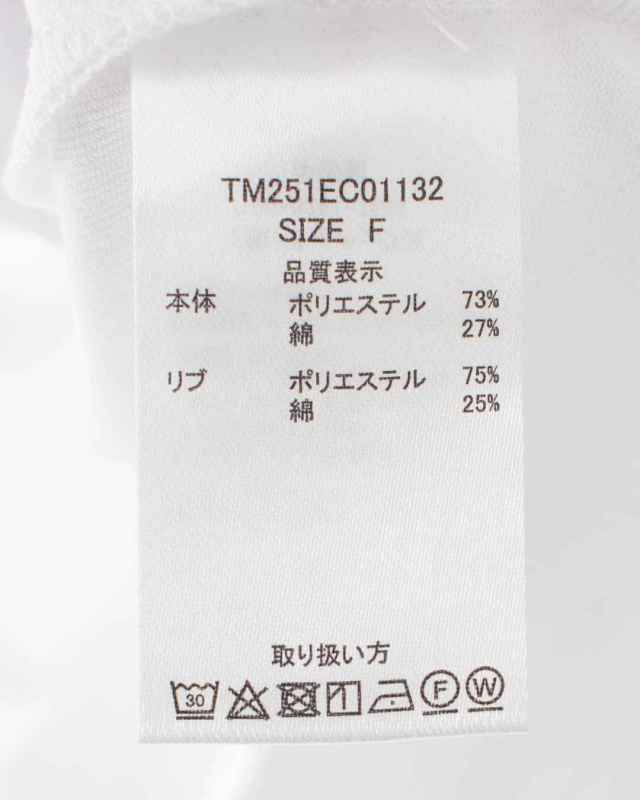 TM251EC01132
SIZE F
品質表示
本体 ポリエステル 73%
綿 27%
リブ ポリエステル 75%
綿 25%
取り扱い方
30 F W